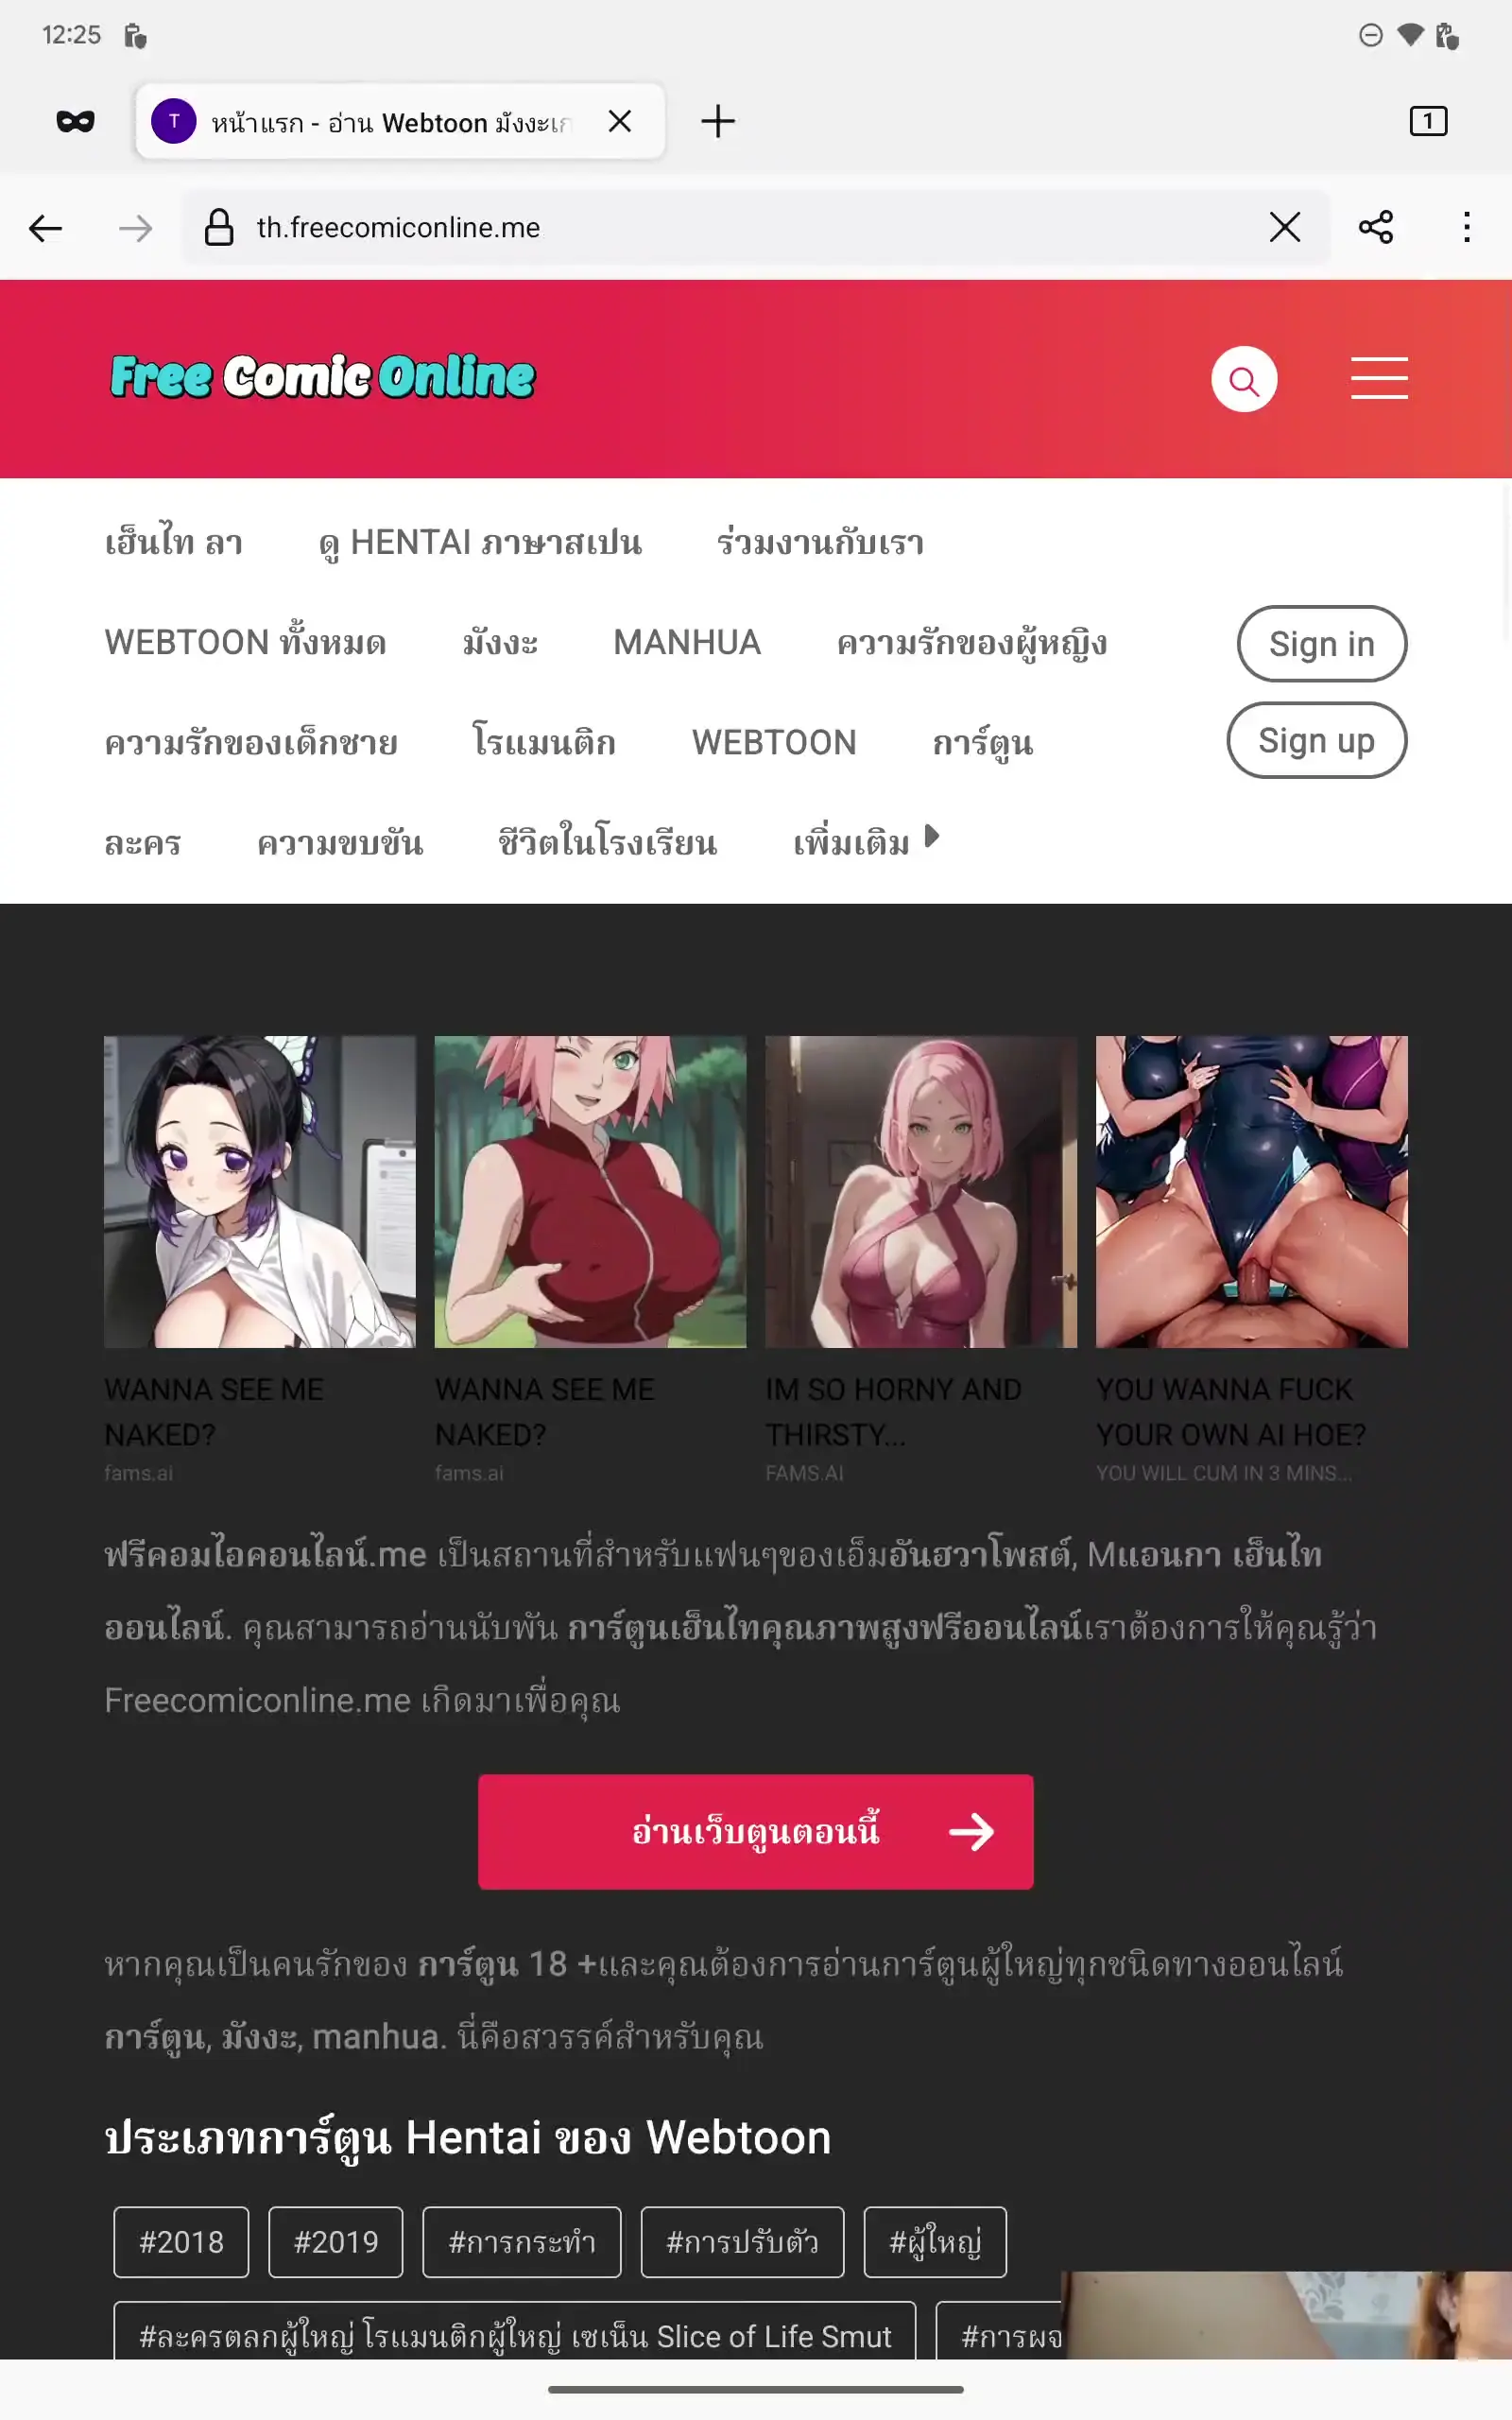 12:25
T หน้าแรก - อ่าน Webtoon มังงะเก
1
th.freecomiconline.me
Free Comic Online
เฮ็นไท ลา ดู HENTAI ภาษาสเปน ร่วมงานกับเรา
WEBTOON ทั้งหมด มังงะ MANHUA ความรักของผู้หญิง Sign in
ความรักของเด็กชาย โรแมนติก WEBTOON การ์ตูน Sign up
ละคร ความขบขัน ชีวิตในโรงเรียน เพิ่มเติม
WANNA SEE ME
NAKED?
fams.ai
WANNA SEE ME
NAKED?
fams.ai
IM SO HORNY AND
THIRSTY...
FAMS.AI
YOU WANNA FUCK
YOUR OWN AI HOE?
YOU WILL CUM IN 3 MINS...
ฟรีคอมไอคอนไลน์.me เป็นสถานที่สำหรับแฟนๆของเอ็มอันฮวาโพสต์, Mแอนกา เฮ็นไท
ออนไลน์. คุณสามารถอ่านนับพัน การ์ตูนเฮ็นไทคุณภาพสูงฟรีออนไลน์เราต้องการให้คุณรู้ว่า
Freecomiconline.me เกิดมาเพื่อคุณ
อ่านเว็บตูนตอนนี้
หากคุณเป็นคนรักของ การ์ตูน 18 +และคุณต้องการอ่านการ์ตูนผู้ใหญ่ทุกชนิดทางออนไลน์
การ์ตูน, มังงะ, manhua. นี่คือสวรรค์สำหรับคุณ
ประเภทการ์ตูน Hentai ของ Webtoon
#2018 #2019 #การกระทำ #การปรับตัว #ผู้ใหญ่
#ละครตลกผู้ใหญ่ โรแมนติกผู้ใหญ่ เซเน็น Slice of Life Smut #การผจ